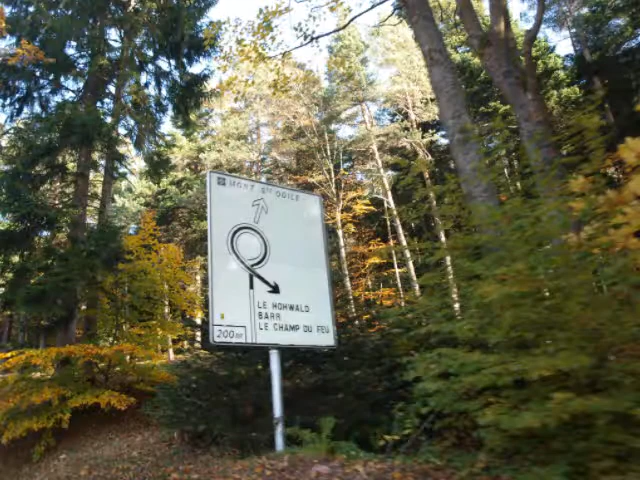 MONT STE ODILE
LE HOHWALD
BARR
LE CHAMP DU FEU
200m